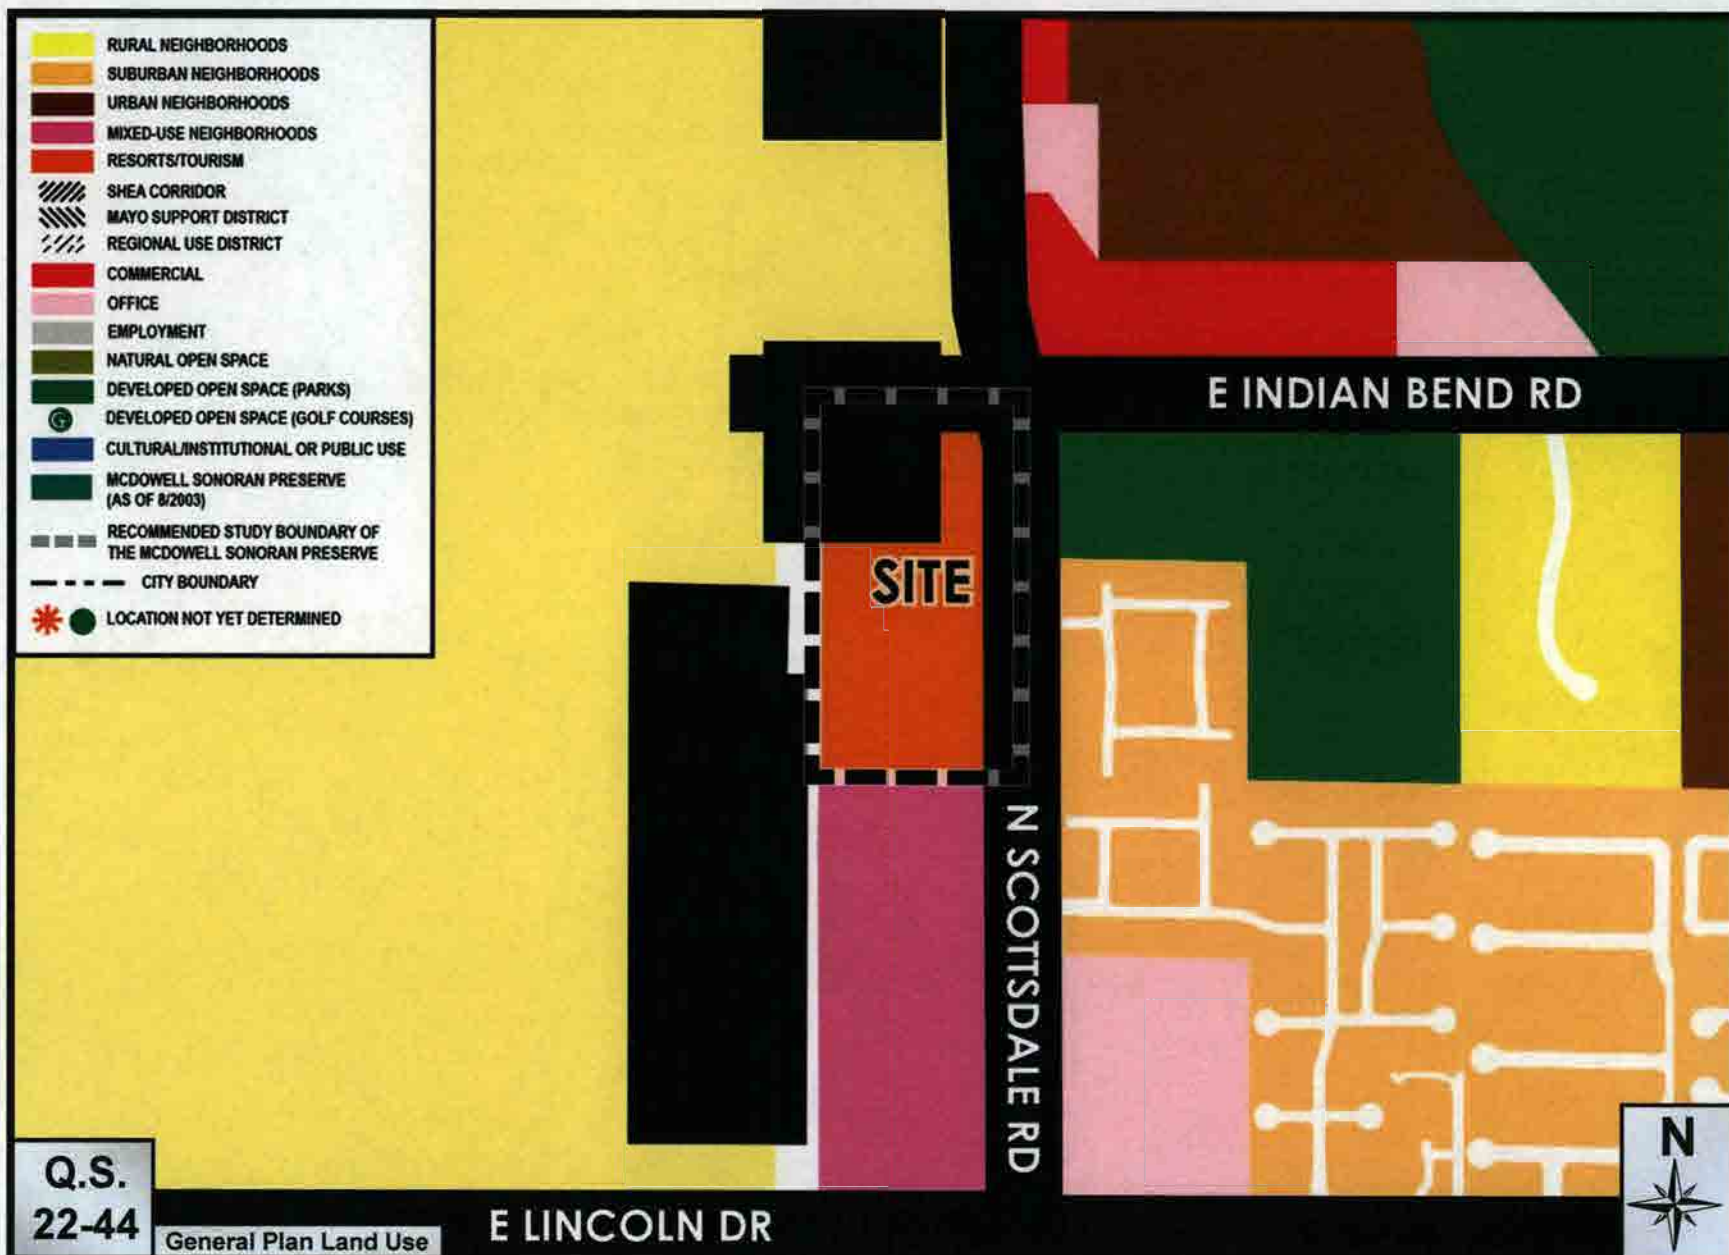 RURAL NEIGHBORHOODS
SUBURBAN NEIGHBORHOODS
URBAN NEIGHBORHOODS
MIXED-USE NEIGHBORHOODS
RESORTS/TOURISM
SHEA CORRIDOR
MAYO SUPPORT DISTRICT
REGIONAL USE DISTRICT
COMMERCIAL
OFFICE
EMPLOYMENT
NATURAL OPEN SPACE
DEVELOPED OPEN SPACE (PARKS)
G
DEVELOPED OPEN SPACE (GOLF COURSES)
CULTURAL/INSTITUTIONAL OR PUBLIC USE
MCDOWELL SONORAN PRESERVE
(AS OF 8/2003)
RECOMMENDED STUDY BOUNDARY OF
THE MCDOWELL SONORAN PRESERVE
CITY BOUNDARY
LOCATION NOT YET DETERMINED
E INDIAN BEND RD
SITE
N SCOTTSDALE RD
E LINCOLN DR
Q.S.
22-44
General Plan Land Use
N